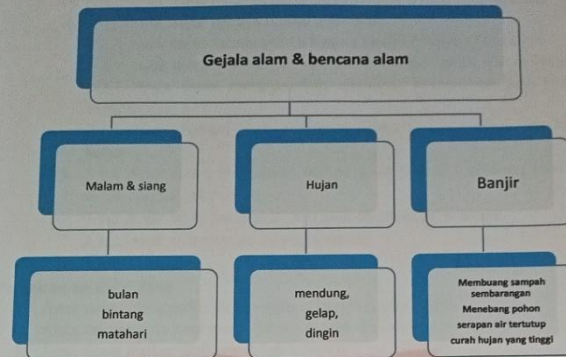 Gejala alam & bencana alam
Malam & siang
Hujan
Banjir
bulan
bintang
matahari
mendung,
gelap,
dingin
Membuang sampah
sembarangan
Menebang pohon
serapan air tertutup
curah hujan yang tinggi